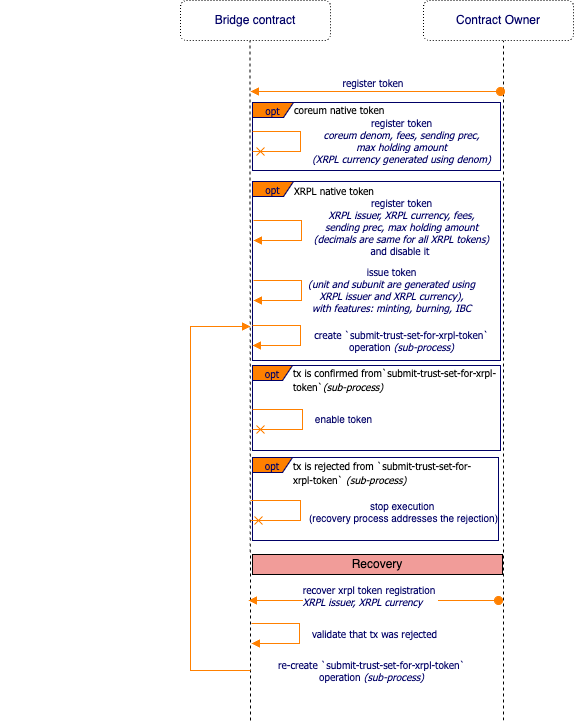 Bridge contract
Contract Owner
register token
opt
coreum native token
register token
coreum denom, fees, sending prec,
max holding amount
(XRPL currency generated using denom)
opt
XRPL native token
register token
XRPL issuer, XRPL currency, fees,
sending prec, max holding amount
(decimals are same for all XRPL tokens)
and disable it
issue token
(unit and subunit are generated using
XRPL issuer and XRPL currency),
with features: minting, burning, IBC
create `submit-trust-set-for-xrpl-token`
operation (sub-process)
opt
tx is confirmed from`submit-trust-set-for-xrpl-
token`(sub-process)
enable token
opt
tx is rejected from `submit-trust-set-for-
xrpl-token` (sub-process)
stop execution
(recovery process addresses the rejection)
Recovery
recover xrpl token registration
XRPL issuer, XRPL currency
validate that tx was rejected
re-create `submit-trust-set-for-xrpl-token`
operation (sub-process)